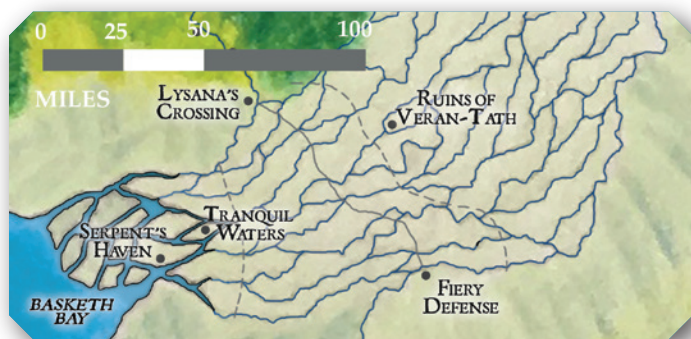 0 25 50 100
MILES
LYSANA'S
CROSSING
RUINS OF
VERAN-TATH
TRANQUIL
WATERS
SERPENT'S
HAVEN
FIERY
DEFENSE
BASKETH
BAY